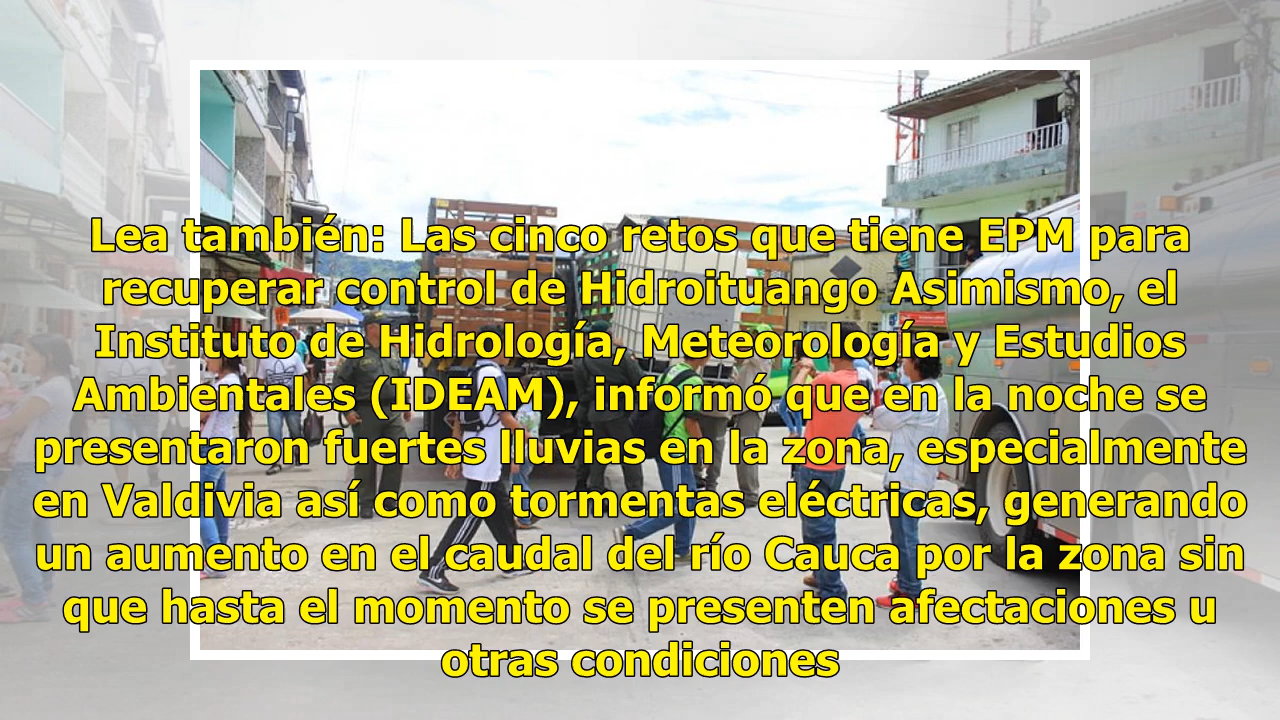 Lea también: Las cinco retos que tiene EPM para
recuperar control de Hidroituango Asimismo, el
Instituto de Hidrología, Meteorología y Estudios
Ambientales (IDEAM), informó que en la noche se
presentaron fuertes lluvias en la zona, especialmente
en Valdivia así como tormentas eléctricas, generando
un aumento en el caudal del río Cauca por la zona sin
que hasta el momento se presenten afectaciones u
otras condiciones